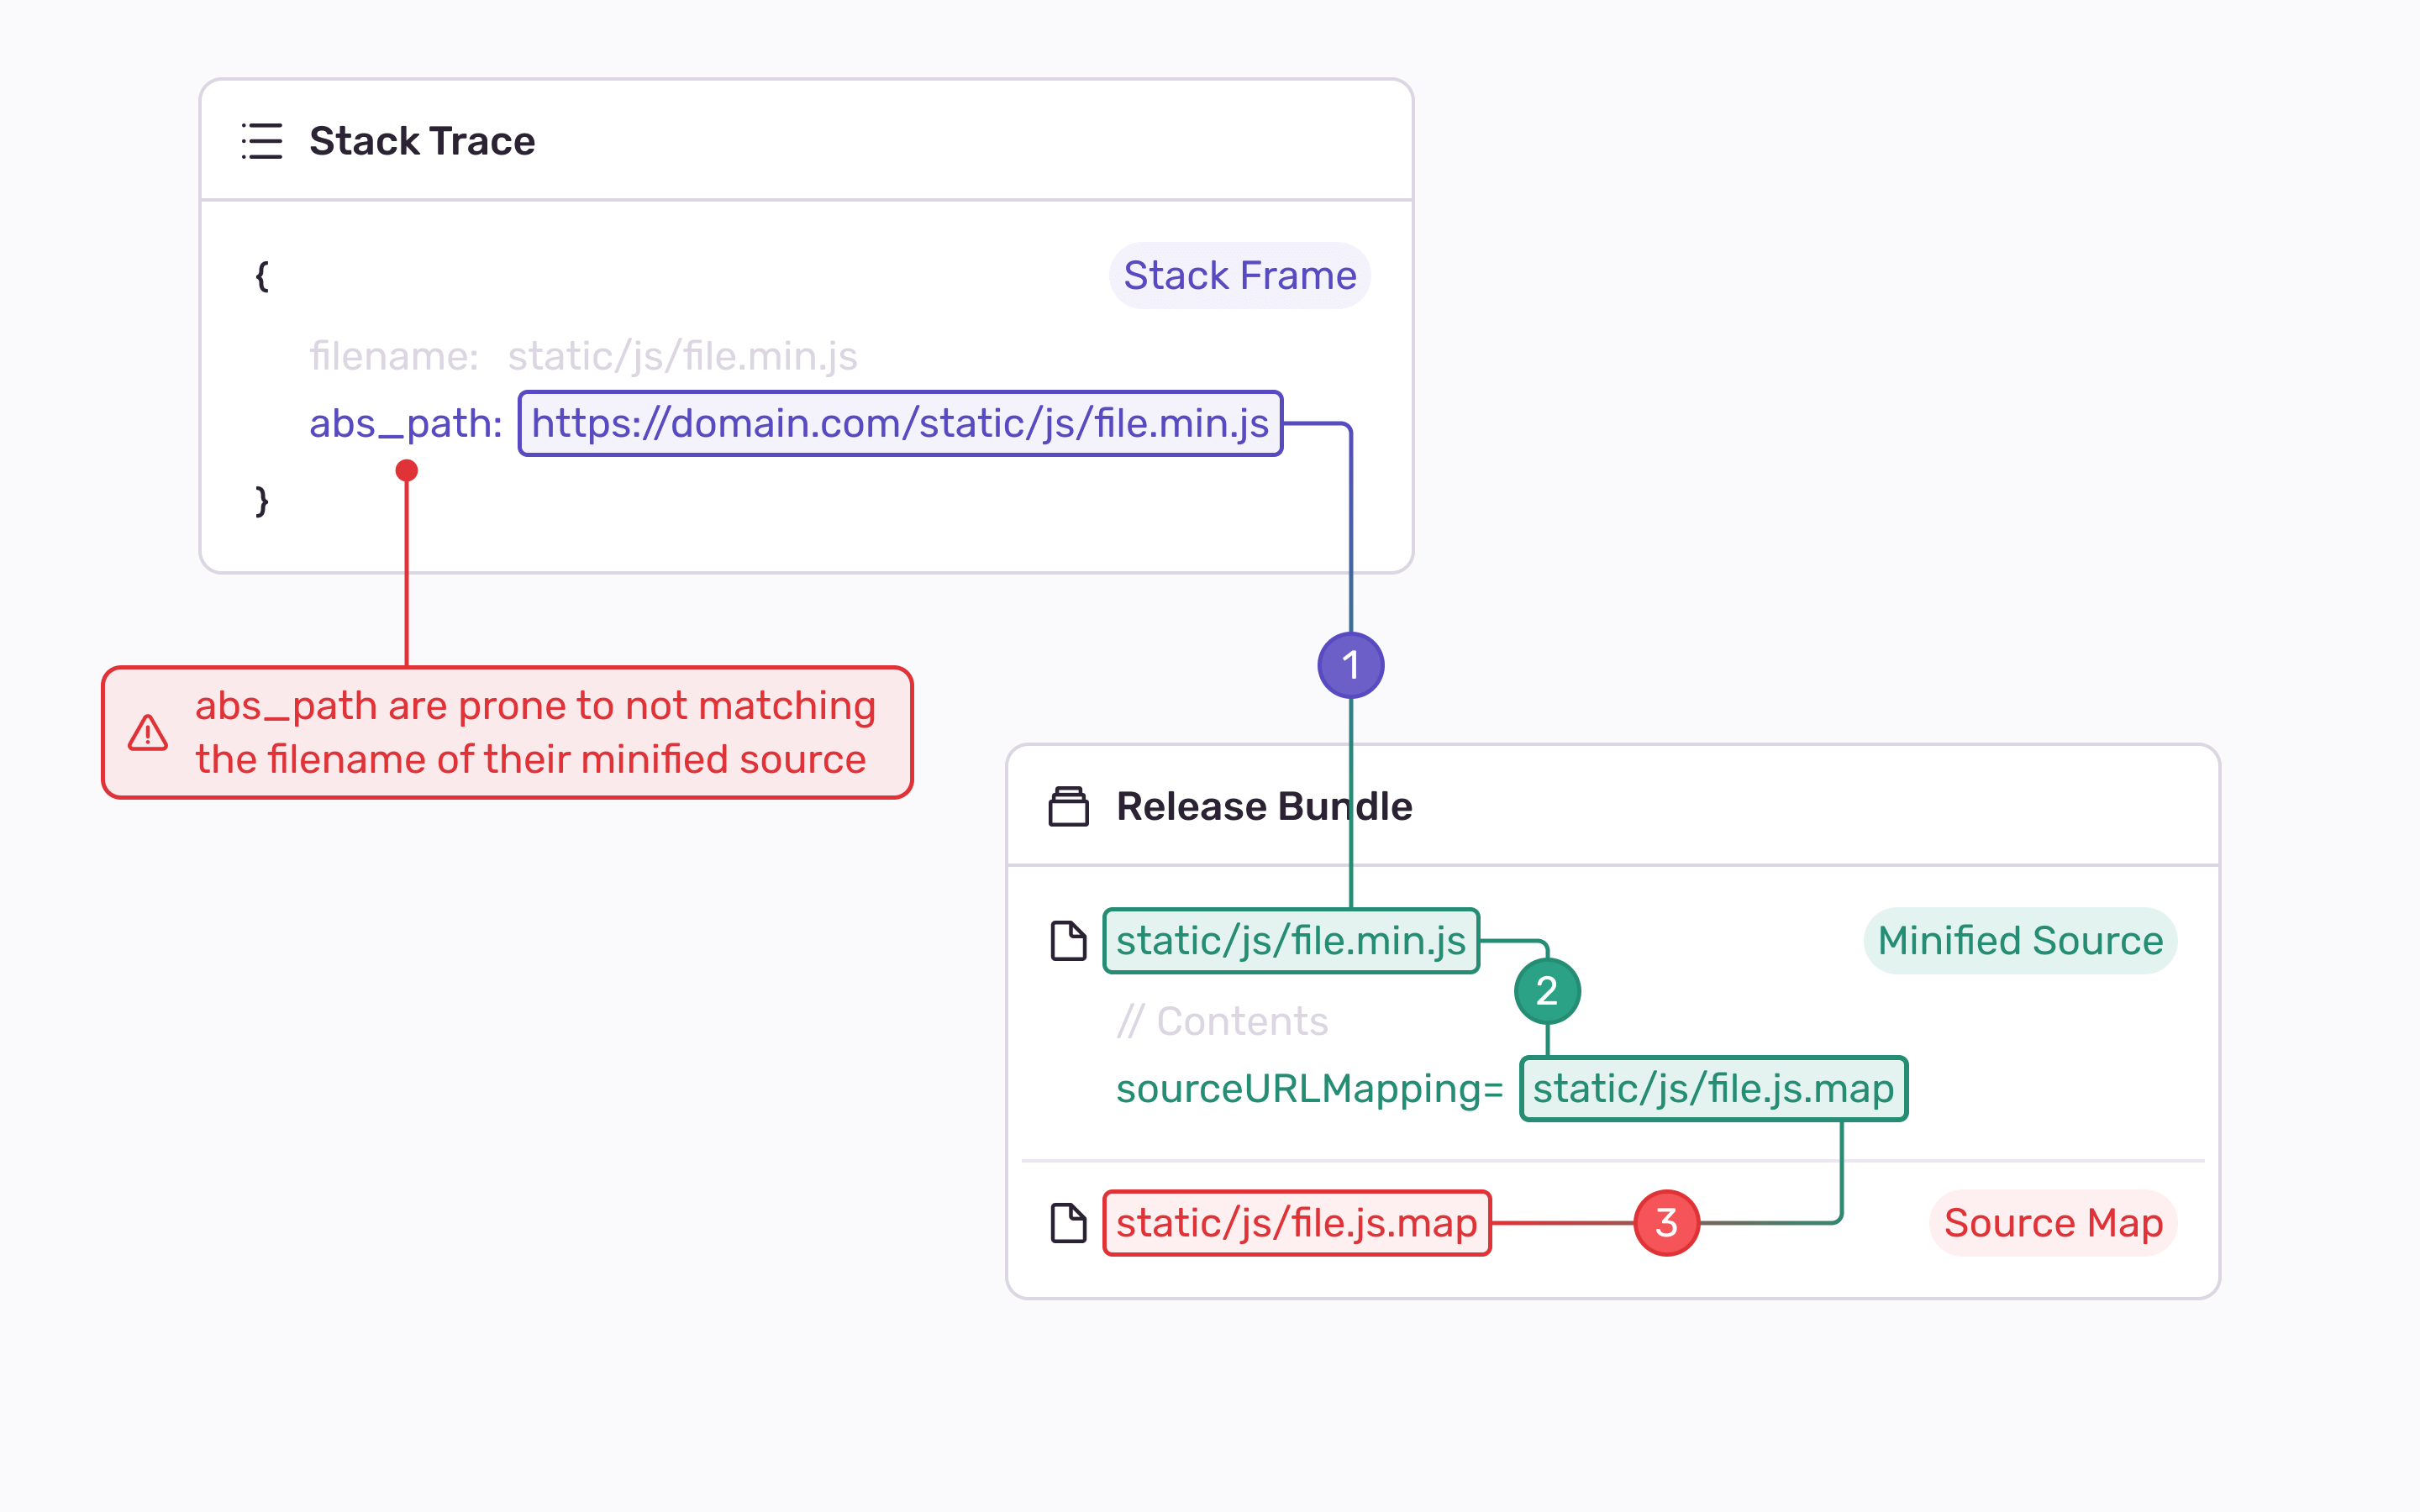 Stack Trace
{
Stack Frame
filename: static/js/file.min.js
abs_path: https://domain.com/static/js/file.min.js
}
1
abs_path are prone to not matching
the filename of their minified source
Release Bundle
static/js/file.min.js
Minified Source
2
// Contents
sourceURLMapping= static/js/file.js.map
static/js/file.js.map
3
Source Map